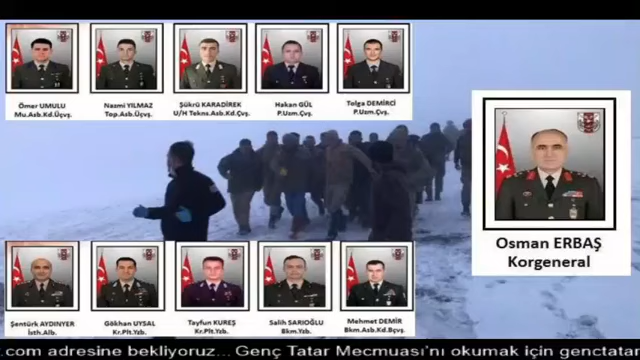 Ömer UMULU
Mu.Asb.Kd.Üçvş.
Nazmi YILMAZ
Top.Asb.Üçvş.
Şükrü KARADİREK
U/H Tekns.Asb.Kd.Çvş.
Hakan GÜL
P.Uzm.Çvş.
Tolga DEMİRCİ
P.Uzm.Çvş.
Osman ERBAŞ
Korgeneral
Şentürk AYDINYER
İsth.Alb.
Gökhan UYSAL
Kr.Plt.Yzb.
Tayfun KUREŞ
Kr.Plt.Yzb.
Salih SARIOĞLU
Bkm.Yzb.
Mehmet DEMİR
Bkm.Asb.Kd.Bçvş.
.com adresine bekliyoruz... Genç Tatar Mecmuası'nı okumak için genctata